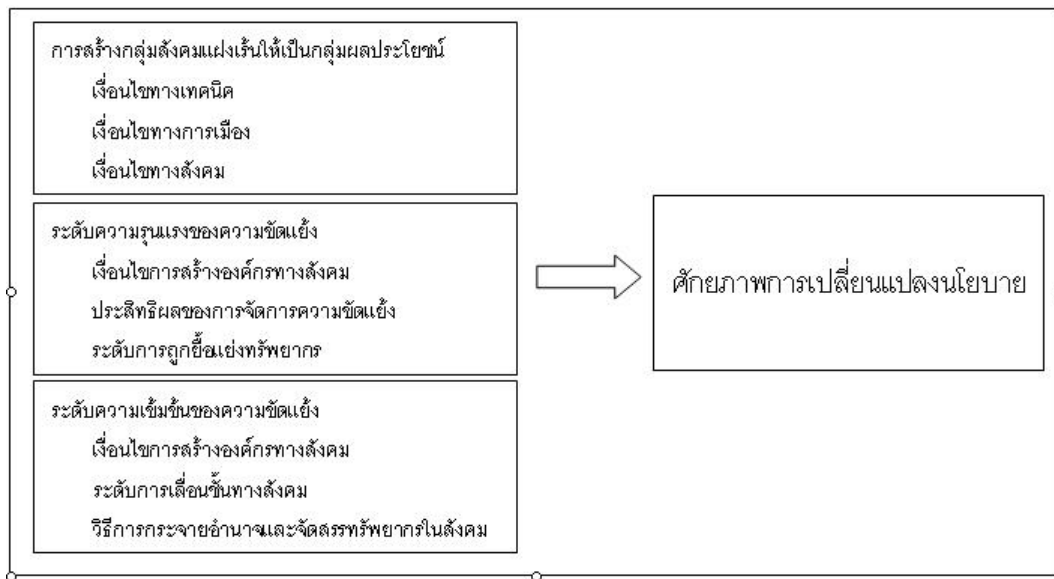 การสร้างกลุ่มสังคมแฝงเร้นให้เป็นกลุ่มผลประโยชน์
เงื่อนไขทางเทคนิค
เงื่อนไขทางการเมือง
เงื่อนไขทางสังคม
ระดับความรุนแรงของความขัดแย้ง
เงื่อนไขการสร้างองค์กรทางสังคม
ประสิทธิผลของการจัดการความขัดแย้ง
ระดับการถูกยื้อแย่งทรัพยากร
ระดับความเข้มข้นของความขัดแย้ง
เงื่อนไขการสร้างองค์กรทางสังคม
ระดับการเลื่อนชั้นทางสังคม
วิธีการกระจายอำนาจและจัดสรรทรัพยากรในสังคม
ศักยภาพการเปลี่ยนแปลงนโยบาย